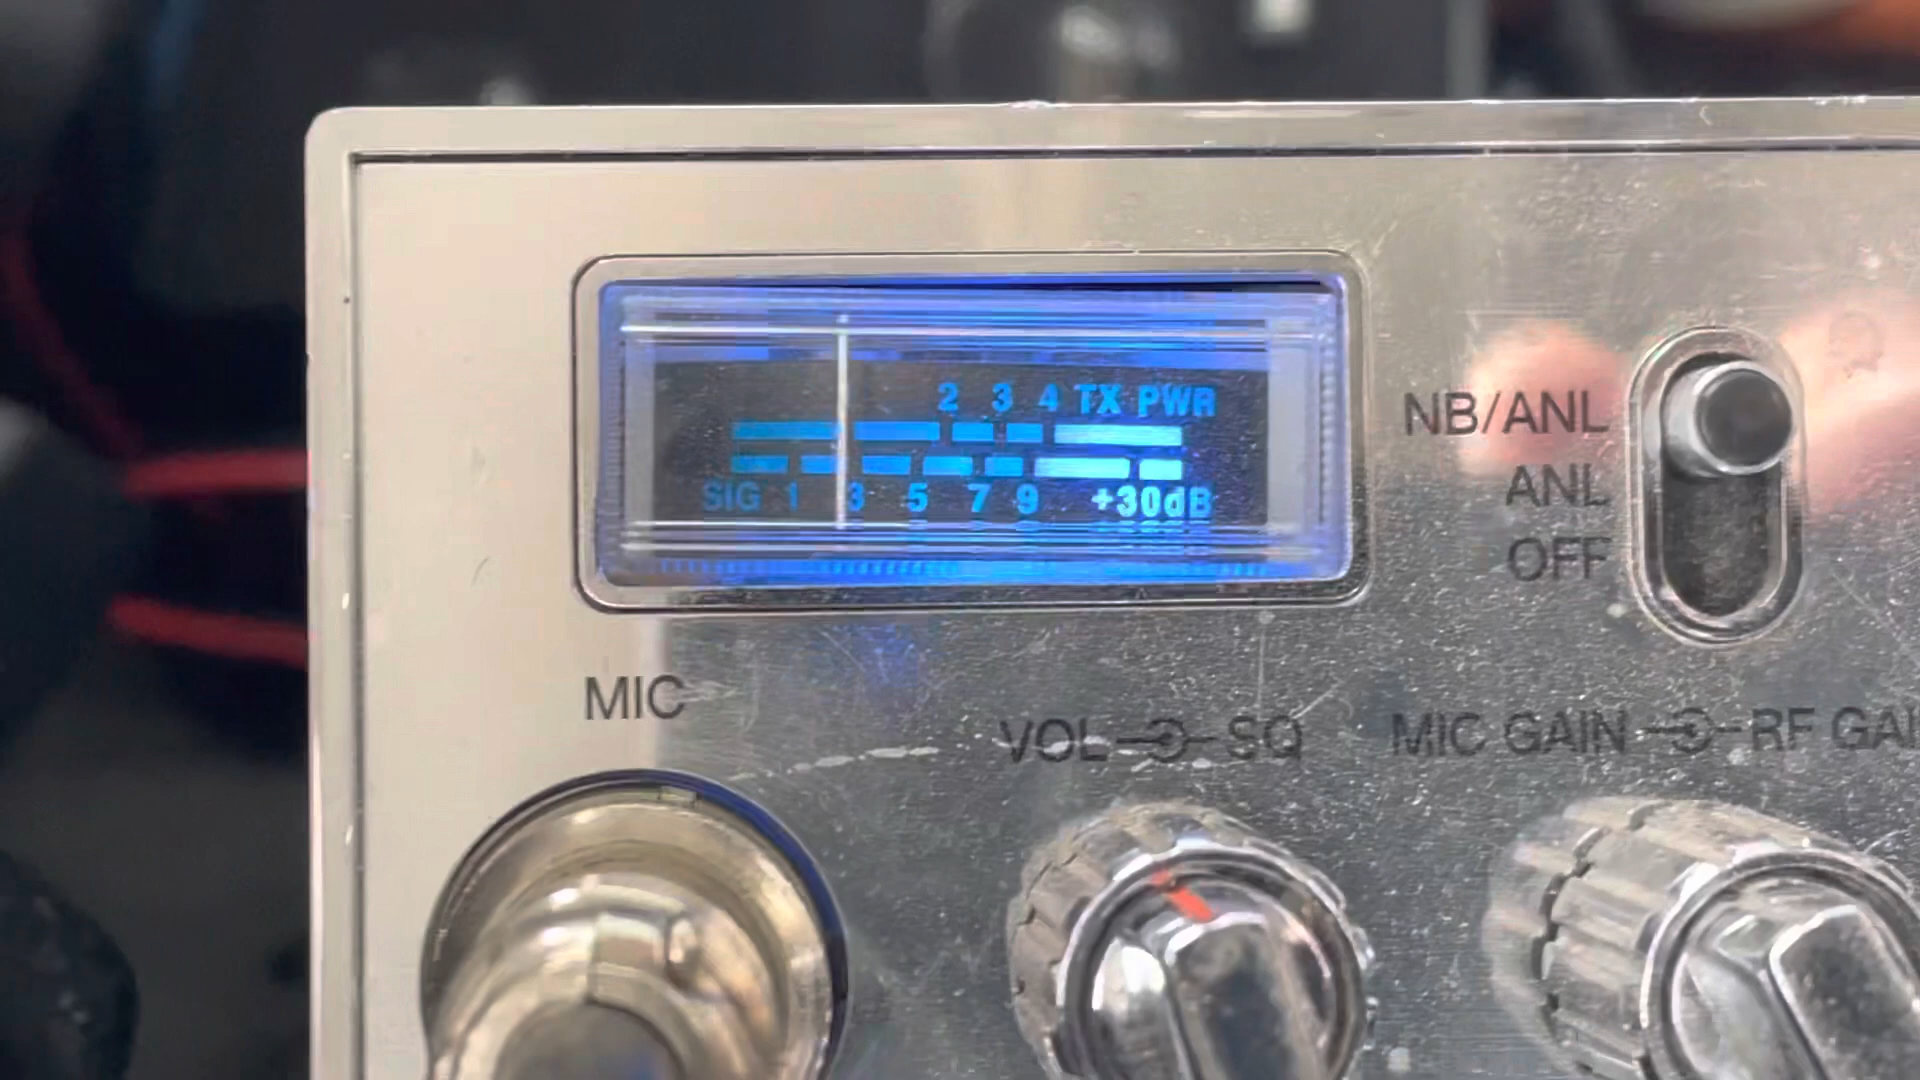 2 3 4 TX PWR
SIG 1 3 5 7 9 +30dB
NB/ANL
ANL
OFF
MIC
VOL SQ
MIC GAIN RF GAI